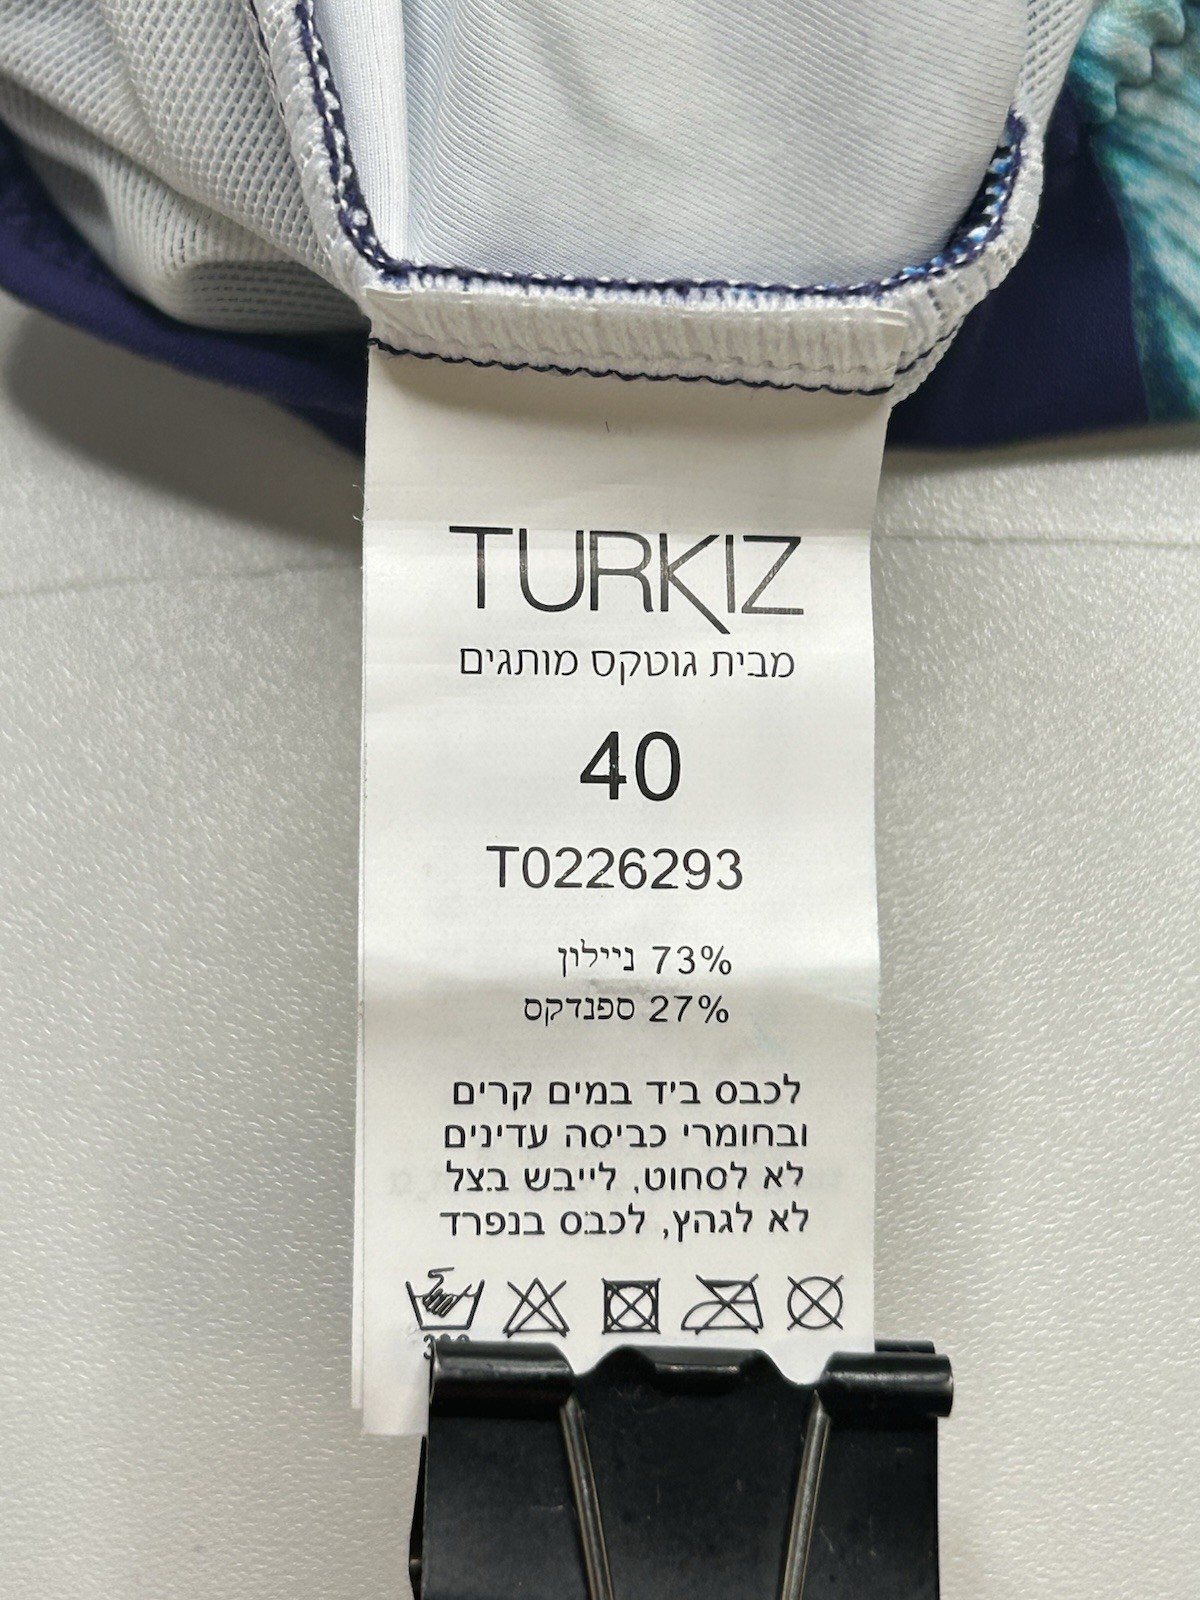 TURKIZ
מבית גוטקס מותגים
40
T0226293
73% ניילון
27% ספנדקס
לכבס ביד במים קרים
ובחומרי כביסה עדינים
לא לסחוט, לייבש בצל
לא לגהץ, לכבס בנפרד